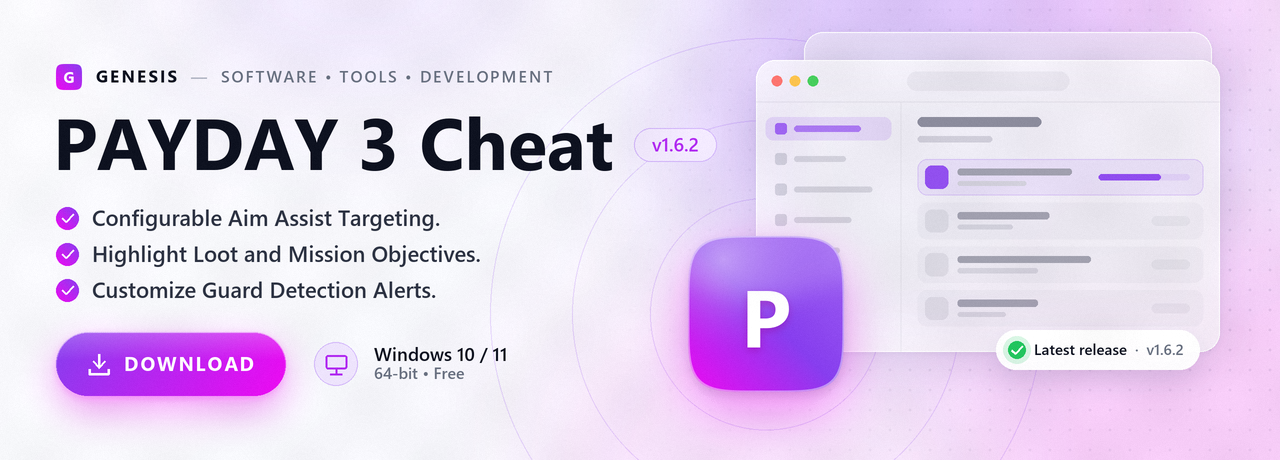 G GENESIS — SOFTWARE • TOOLS • DEVELOPMENT
PAYDAY 3 Cheat v1.6.2
Configurable Aim Assist Targeting.
Highlight Loot and Mission Objectives.
Customize Guard Detection Alerts.
DOWNLOAD
Windows 10 / 11
64-bit • Free
P
Latest release · v1.6.2